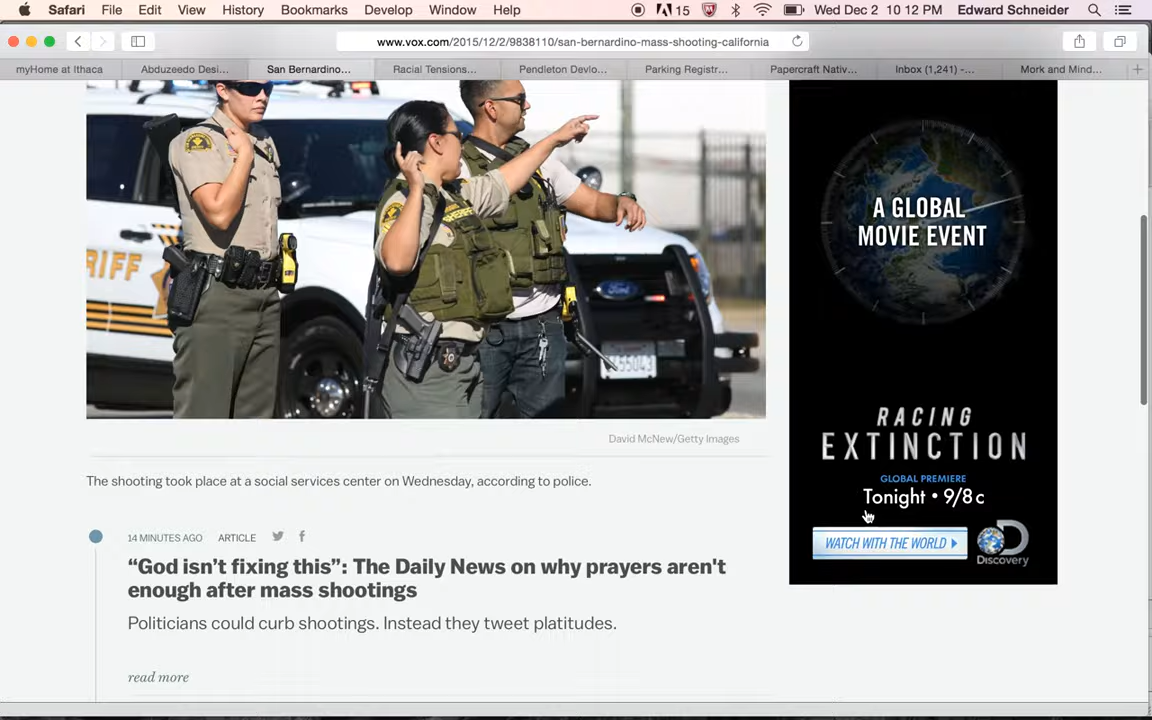 Safari File Edit View History Bookmarks Develop Window Help 15 Wed Dec 2 10:12 PM Edward Schneider
www.vox.com/2015/12/2/9838110/san-bernardino-mass-shooting-california
myHome at Ithaca Abduzeedo Desi... San Bernardino... Racial Tensions... Pendleton Devlo... Parking Registr... Papercraft Nativ... Inbox (1,241) -... Mork and Mind...
RIFF
A GLOBAL
MOVIE EVENT
RACING
EXTINCTION
GLOBAL PREMIERE
Tonight • 9/8c
WATCH WITH THE WORLD
Discovery
David McNew/Getty Images
The shooting took place at a social services center on Wednesday, according to police.
14 MINUTES AGO ARTICLE
“God isn’t fixing this”: The Daily News on why prayers aren't
enough after mass shootings
Politicians could curb shootings. Instead they tweet platitudes.
read more